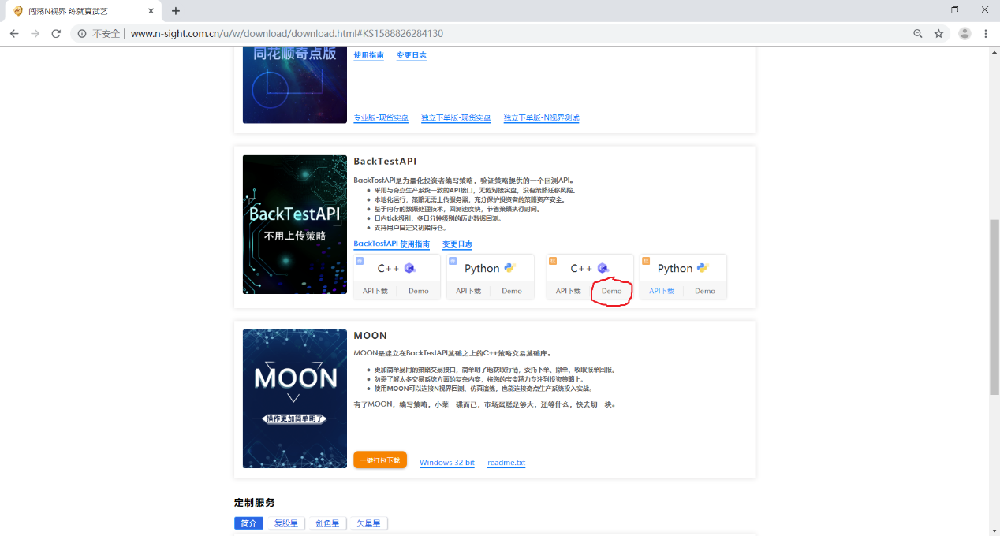 闯荡N视界 练就真武艺
不安全 | www.n-sight.com.cn/u/w/download/download.html#KS1588826284130
同花顺奇点版
使用指南 变更日志
专业版-现货实盘 独立下单版-现货实盘 独立下单版-N视界测试
BackTestAPI
不用上传策略
BackTestAPI
BackTestAPI是为量化投资者编写策略，验证策略提供的一个回测API。
采用与奇点生产系统一致的API接口，无缝对接实盘，没有策略迁移风险。
本地化运行，策略无需上传服务器，充分保护投资者的策略资产安全。
基于内存的数据处理技术，回测速度快，节省策略执行时间。
日内tick级别，多日分钟级别的历史数据回测。
支持用户自定义初始持仓。
BackTestAPI 使用指南 变更日志
C++ Python C++ Python
API下载 Demo API下载 Demo API下载 Demo API下载 Demo
MOON
操作更加简单明了
MOON
MOON是建立在BackTestAPI基础之上的C++策略交易基础库。
更加简单易用的策略交易接口，简单明了地获取行情，委托下单、撤单，收取报单回报。
勿需了解太多交易系统方面的复杂内容，将您的宝贵精力专注到投资策略上。
使用MOON可以连接N视界回测、仿真演练，也能连接奇点生产系统投入实战。
有了MOON，编写策略，小菜一碟而已，市场蛋糕足够大，还等什么，快去切一块。
一键打包下载 Windows 32 bit readme.txt
定制服务
简介 复股星 剑鱼星 矢量星